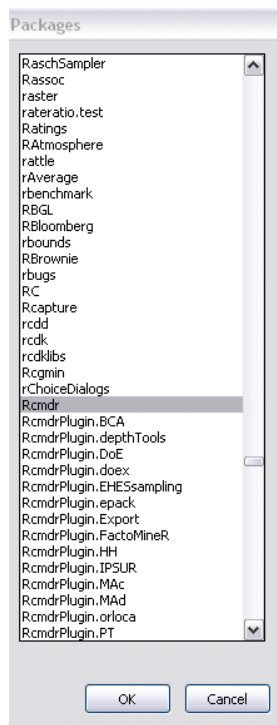 Packages
RaschSampler
Rassoc
raster
rateratio.test
Ratings
RAtmosphere
rattle
rAverage
rbenchmark
RBGL
RBloomberg
rbounds
RBrownie
rbugs
RC
Rcapture
rcdd
rcdk
rcdklibs
Rcgmin
rChoiceDialogs
Rcmdr
RcmdrPlugin.BCA
RcmdrPlugin.depthTools
RcmdrPlugin.DoE
RcmdrPlugin.doex
RcmdrPlugin.EHESsampling
RcmdrPlugin.epack
RcmdrPlugin.Export
RcmdrPlugin.FactoMineR
RcmdrPlugin.HH
RcmdrPlugin.IPSUR
RcmdrPlugin.MAc
RcmdrPlugin.MAd
RcmdrPlugin.orloca
RcmdrPlugin.PT
OK Cancel